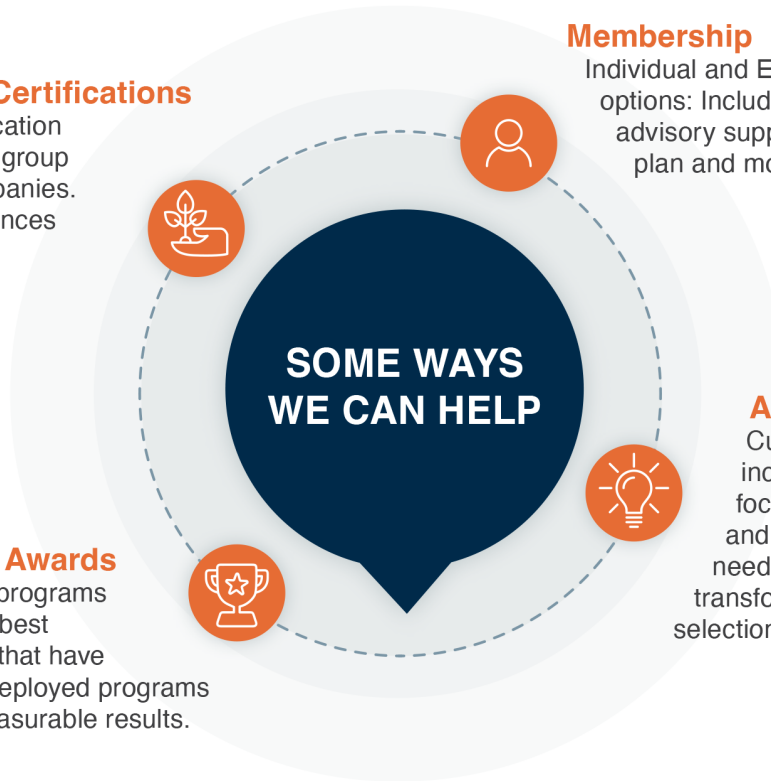 Membership
Individual and E
options: Includ
advisory supp
plan and mo
Certifications
cation
group
panies.
nces
SOME WAYS
WE CAN HELP
A
Cu
inc
foc
and
need
transfo
selection
Awards
programs
best
that have
eployed programs
asurable results.